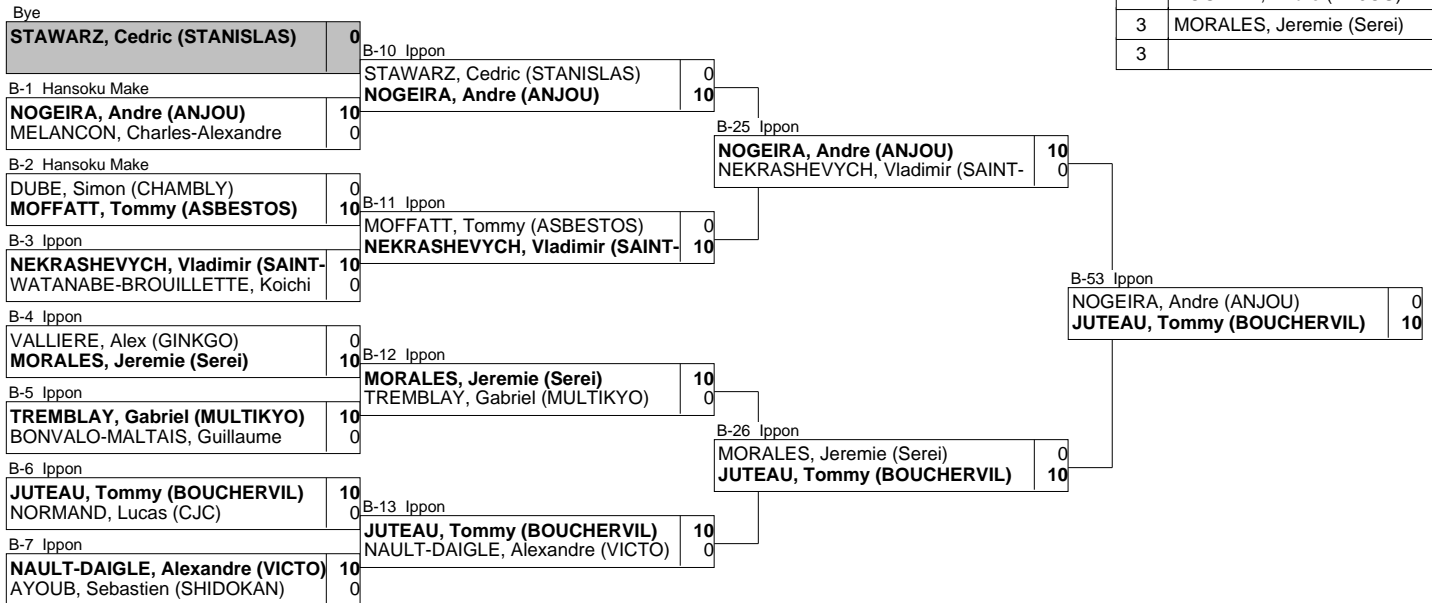 3 MORALES, Jeremie (Serei)
3
Bye
STAWARZ, Cedric (STANISLAS) 0
B-1 Hansoku Make
NOGEIRA, Andre (ANJOU) 10
MELANCON, Charles-Alexandre 0
B-2 Hansoku Make
DUBE, Simon (CHAMBLY) 0
MOFFATT, Tommy (ASBESTOS) 10
B-3 Ippon
NEKRASHEVYCH, Vladimir (SAINT- 10
WATANABE-BROUILLETTE, Koichi 0
B-4 Ippon
VALLIERE, Alex (GINKGO) 0
MORALES, Jeremie (Serei) 10
B-5 Ippon
TREMBLAY, Gabriel (MULTIKYO) 10
BONVALO-MALTAIS, Guillaume 0
B-6 Ippon
JUTEAU, Tommy (BOUCHERVIL) 10
NORMAND, Lucas (CJC) 0
B-7 Ippon
NAULT-DAIGLE, Alexandre (VICTO) 10
AYOUB, Sebastien (SHIDOKAN) 0
B-10 Ippon
STAWARZ, Cedric (STANISLAS) 0
NOGEIRA, Andre (ANJOU) 10
B-11 Ippon
MOFFATT, Tommy (ASBESTOS) 0
NEKRASHEVYCH, Vladimir (SAINT- 10
B-12 Ippon
MORALES, Jeremie (Serei) 10
TREMBLAY, Gabriel (MULTIKYO) 0
B-13 Ippon
JUTEAU, Tommy (BOUCHERVIL) 10
NAULT-DAIGLE, Alexandre (VICTO) 0
B-25 Ippon
NOGEIRA, Andre (ANJOU) 10
NEKRASHEVYCH, Vladimir (SAINT- 0
B-26 Ippon
MORALES, Jeremie (Serei) 0
JUTEAU, Tommy (BOUCHERVIL) 10
B-53 Ippon
NOGEIRA, Andre (ANJOU) 0
JUTEAU, Tommy (BOUCHERVIL) 10